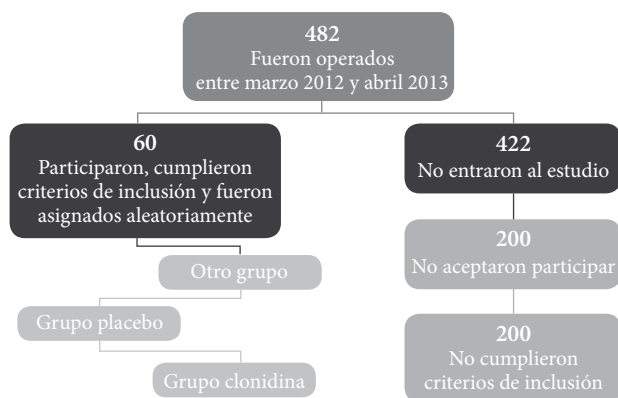 482
Fueron operados
entre marzo 2012 y abril 2013
60
Participaron, cumplieron
criterios de inclusión y fueron
asignados aleatoriamente
422
No entraron al estudio
Otro grupo
200
No aceptaron participar
Grupo placebo
200
No cumplieron
criterios de inclusión
Grupo clonidina